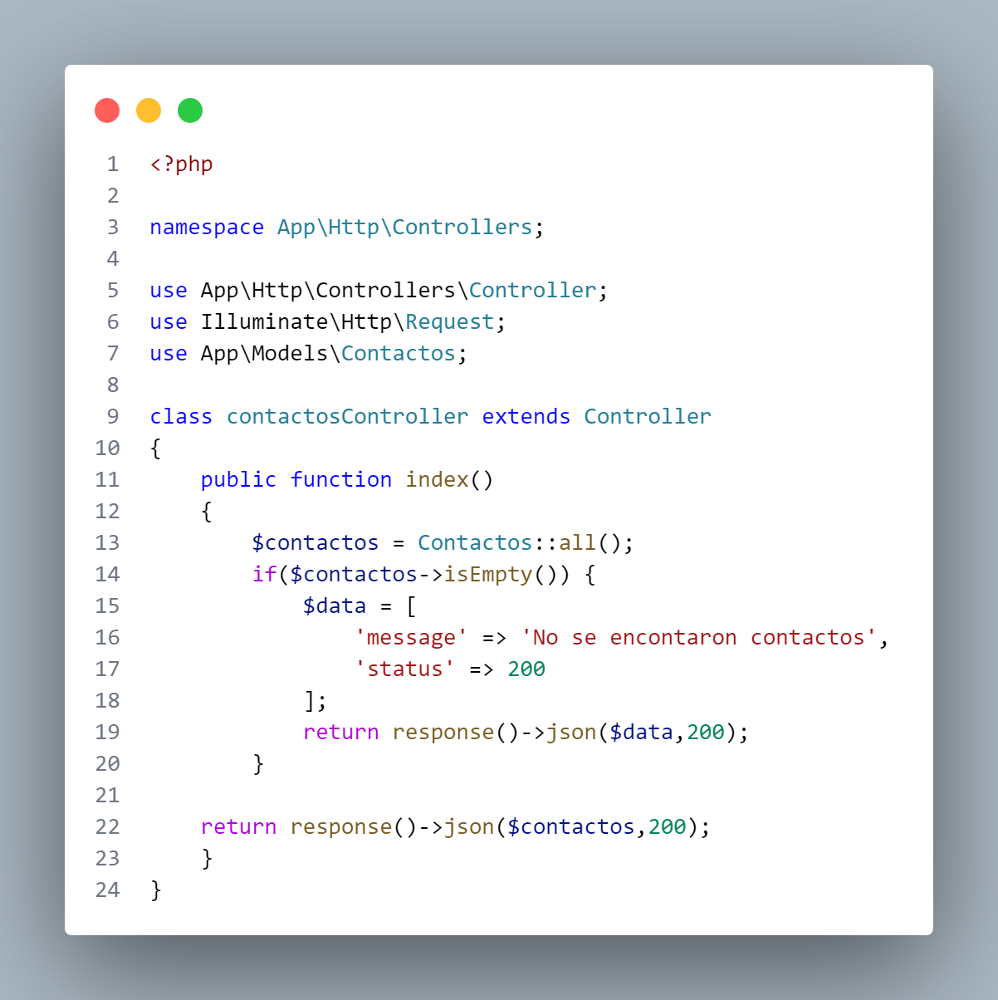 1 <?php
2
3 namespace App\Http\Controllers;
4
5 use App\Http\Controllers\Controller;
6 use Illuminate\Http\Request;
7 use App\Models\Contactos;
8
9 class contactosController extends Controller
10 {
11     public function index()
12     {
13         $contactos = Contactos::all();
14         if($contactos->isEmpty()) {
15             $data = [
16                 'message' => 'No se encontaron contactos',
17                 'status' => 200
18             ];
19             return response()->json($data,200);
20         }
21
22     return response()->json($contactos,200);
23     }
24 }